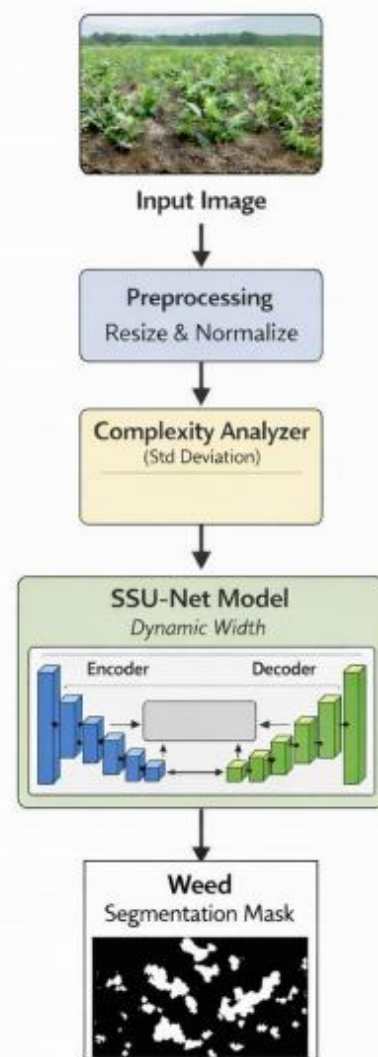 Input Image
Preprocessing
Resize & Normalize
Complexity Analyzer
(Std Deviation)
SSU-Net Model
Dynamic Width
Encoder
Decoder
Weed
Segmentation Mask